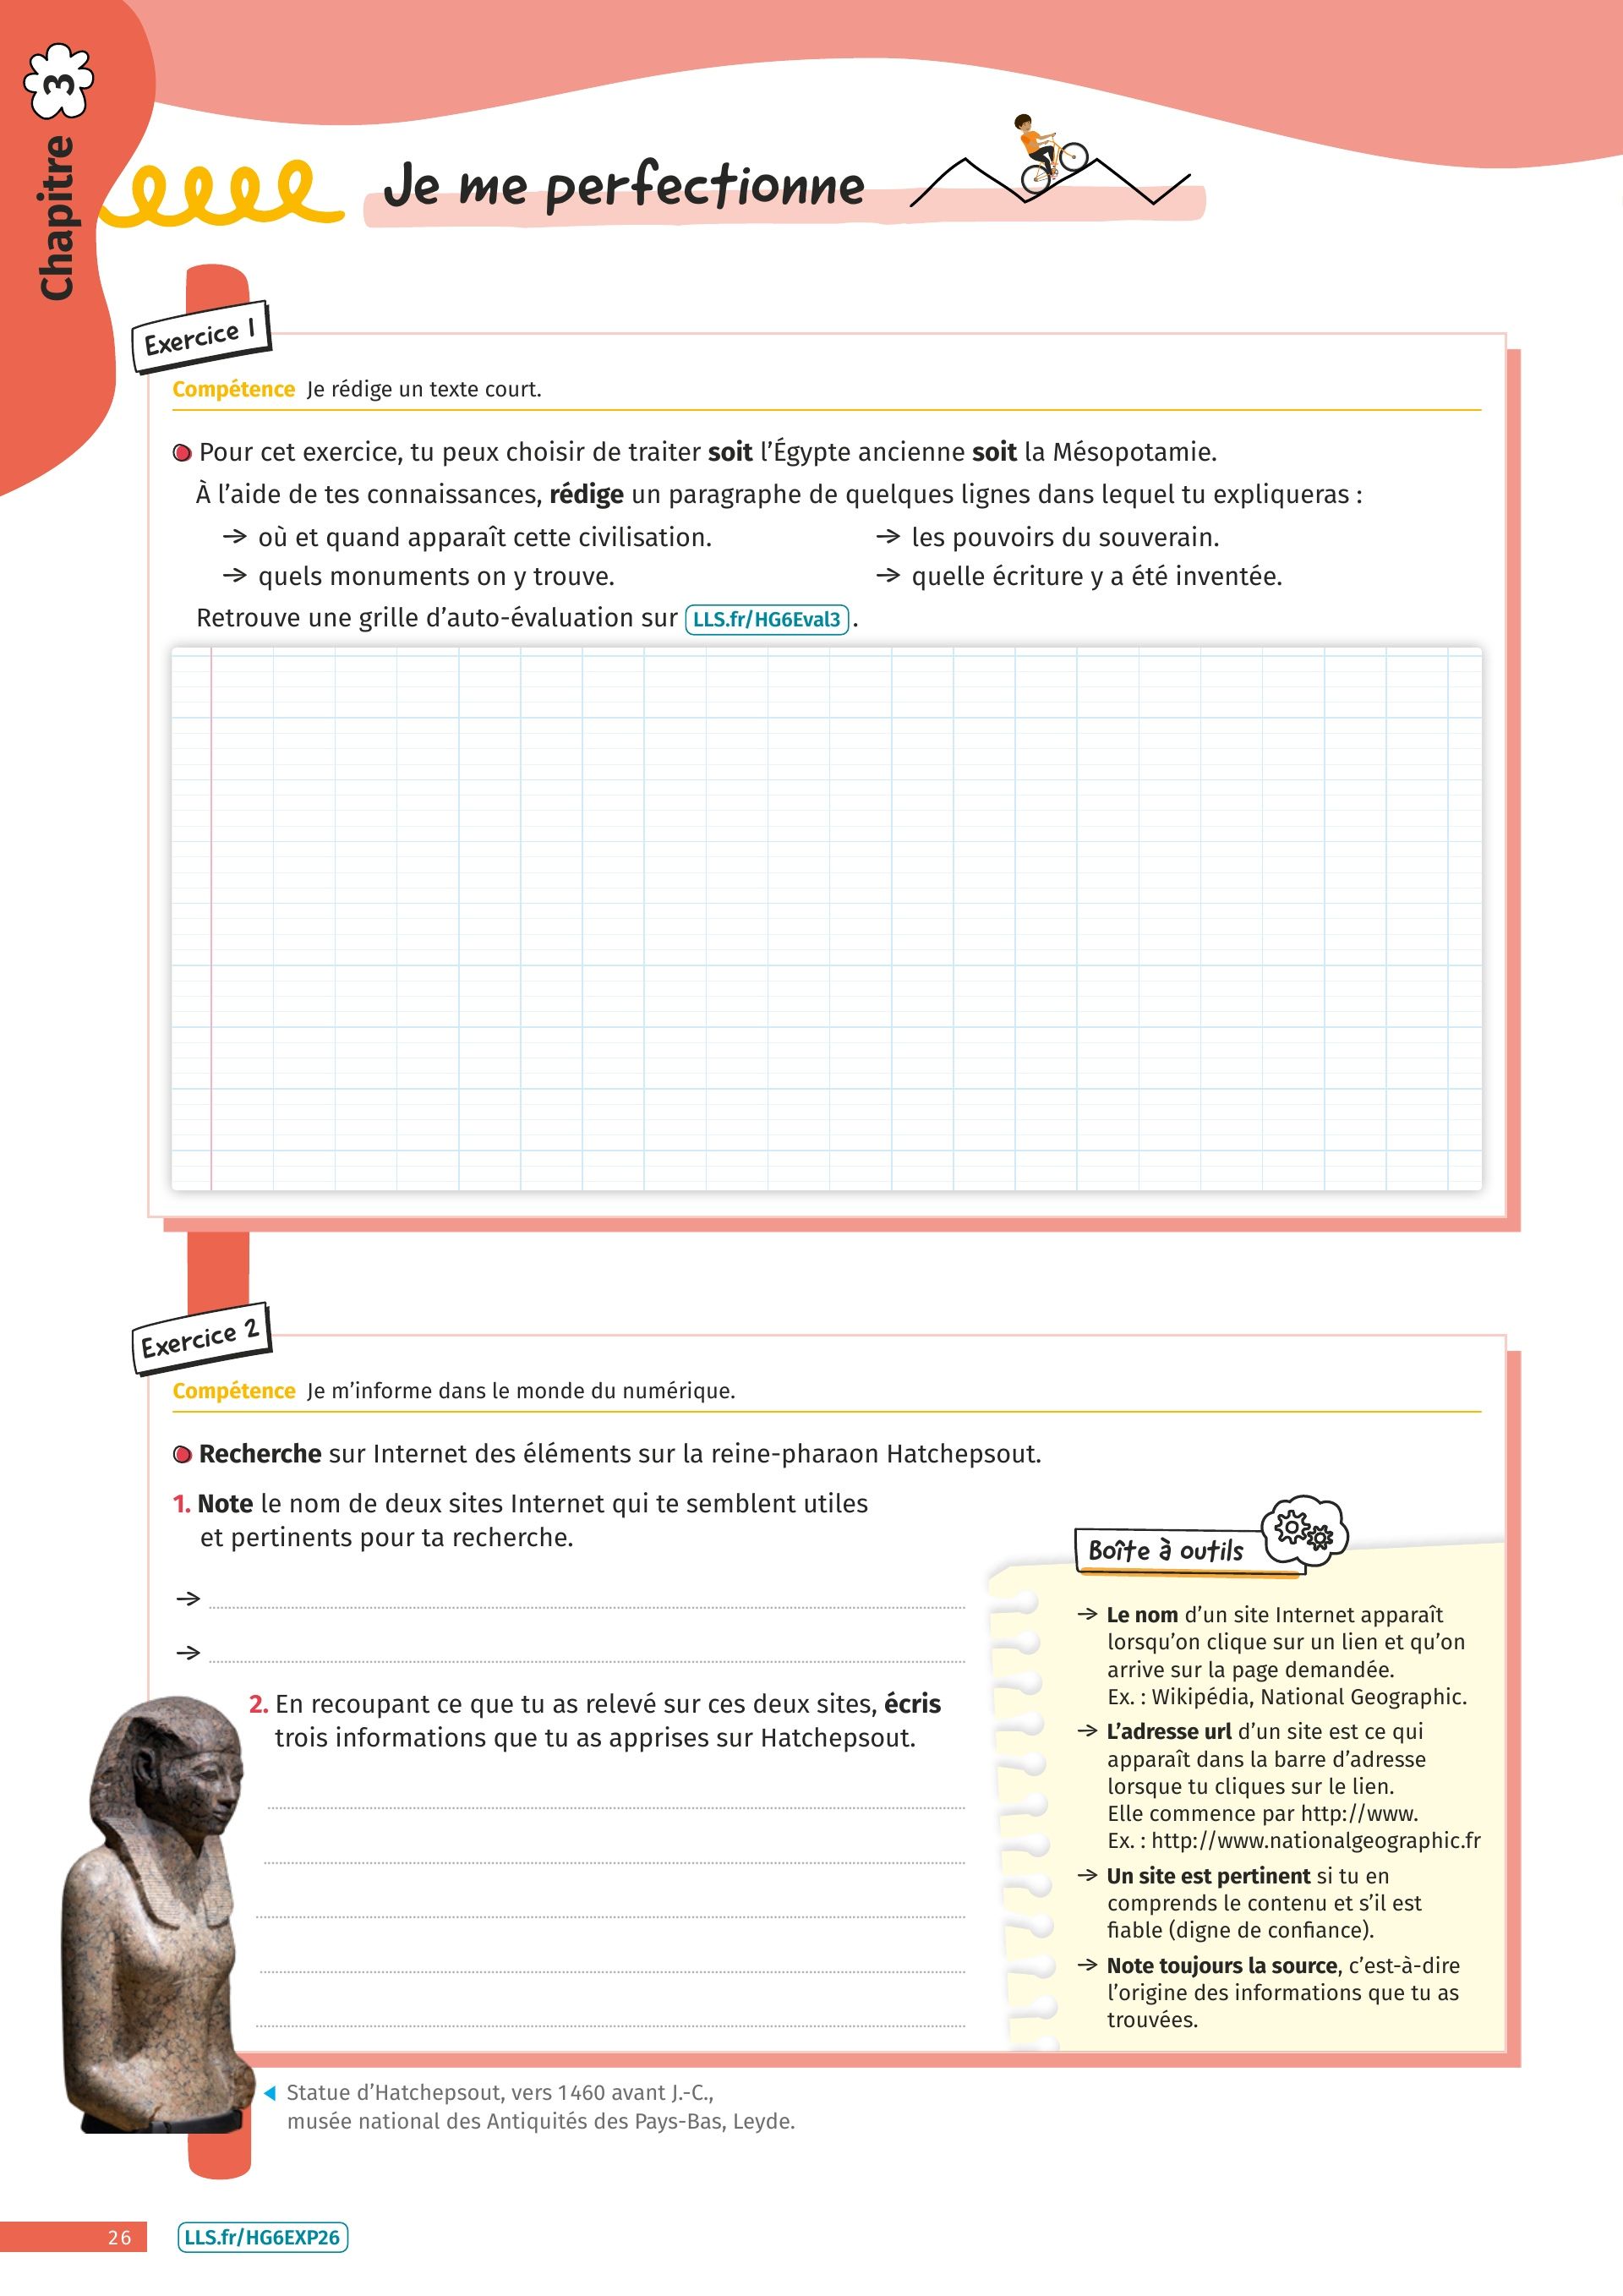 Chapitre 3
Je me perfectionne
Exercice 1
Compétence Je rédige un texte court.
Pour cet exercice, tu peux choisir de traiter soit l’Égypte ancienne soit la Mésopotamie.
À l’aide de tes connaissances, rédige un paragraphe de quelques lignes dans lequel tu expliqueras :
→ où et quand apparaît cette civilisation.
→ les pouvoirs du souverain.
→ quels monuments on y trouve.
→ quelle écriture y a été inventée.
Retrouve une grille d’auto-évaluation sur LLS.fr/HG6Eval3 .
Exercice 2
Compétence Je m’informe dans le monde du numérique.
Recherche sur Internet des éléments sur la reine-pharaon Hatchepsout.
1. Note le nom de deux sites Internet qui te semblent utiles
et pertinents pour ta recherche.
→
→
2. En recoupant ce que tu as relevé sur ces deux sites, écris
trois informations que tu as apprises sur Hatchepsout.
Boîte à outils
→ Le nom d’un site Internet apparaît
lorsqu’on clique sur un lien et qu’on
arrive sur la page demandée.
Ex. : Wikipédia, National Geographic.
→ L’adresse url d’un site est ce qui
apparaît dans la barre d’adresse
lorsque tu cliques sur le lien.
Elle commence par http://www.
Ex. : http://www.nationalgeographic.fr
→ Un site est pertinent si tu en
comprends le contenu et s’il est
fiable (digne de confiance).
→ Note toujours la source, c’est-à-dire
l’origine des informations que tu as
trouvées.
Statue d’Hatchepsout, vers 1460 avant J.-C.,
musée national des Antiquités des Pays-Bas, Leyde.
26
LLS.fr/HG6EXP26